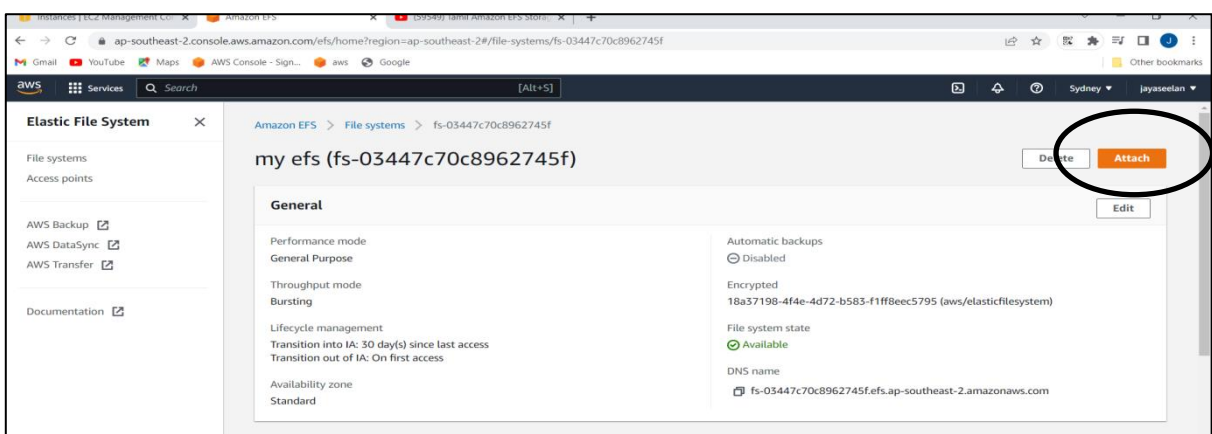 Instances | EC2 Management Co
Amazon EFS
(59549) Tamil Amazon EFS Stora
ap-southeast-2.console.aws.amazon.com/efs/home?region=ap-southeast-2#/file-systems/fs-03447c70c8962745f
Gmail YouTube Maps AWS Console - Sign... aws Google Other bookmarks
aws Services Search [Alt+S] Sydney jayaseelan
Elastic File System
File systems
Access points
AWS Backup
AWS DataSync
AWS Transfer
Documentation
Amazon EFS > File systems > fs-03447c70c8962745f
my efs (fs-03447c70c8962745f)
Delete Attach
General
Edit
Performance mode
General Purpose
Throughput mode
Bursting
Lifecycle management
Transition into IA: 30 day(s) since last access
Transition out of IA: On first access
Availability zone
Standard
Automatic backups
Disabled
Encrypted
18a37198-4f4e-4d72-b583-f1ff8eec5795 (aws/elasticfilesystem)
File system state
Available
DNS name
fs-03447c70c8962745f.efs.ap-southeast-2.amazonaws.com